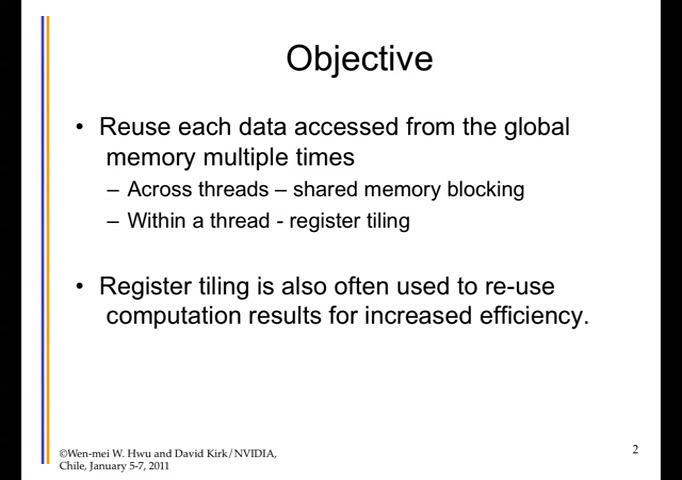 Objective
• Reuse each data accessed from the global
memory multiple times
– Across threads – shared memory blocking
– Within a thread - register tiling
• Register tiling is also often used to re-use
computation results for increased efficiency.
©Wen-mei W. Hwu and David Kirk/NVIDIA,
Chile, January 5-7, 2011
2